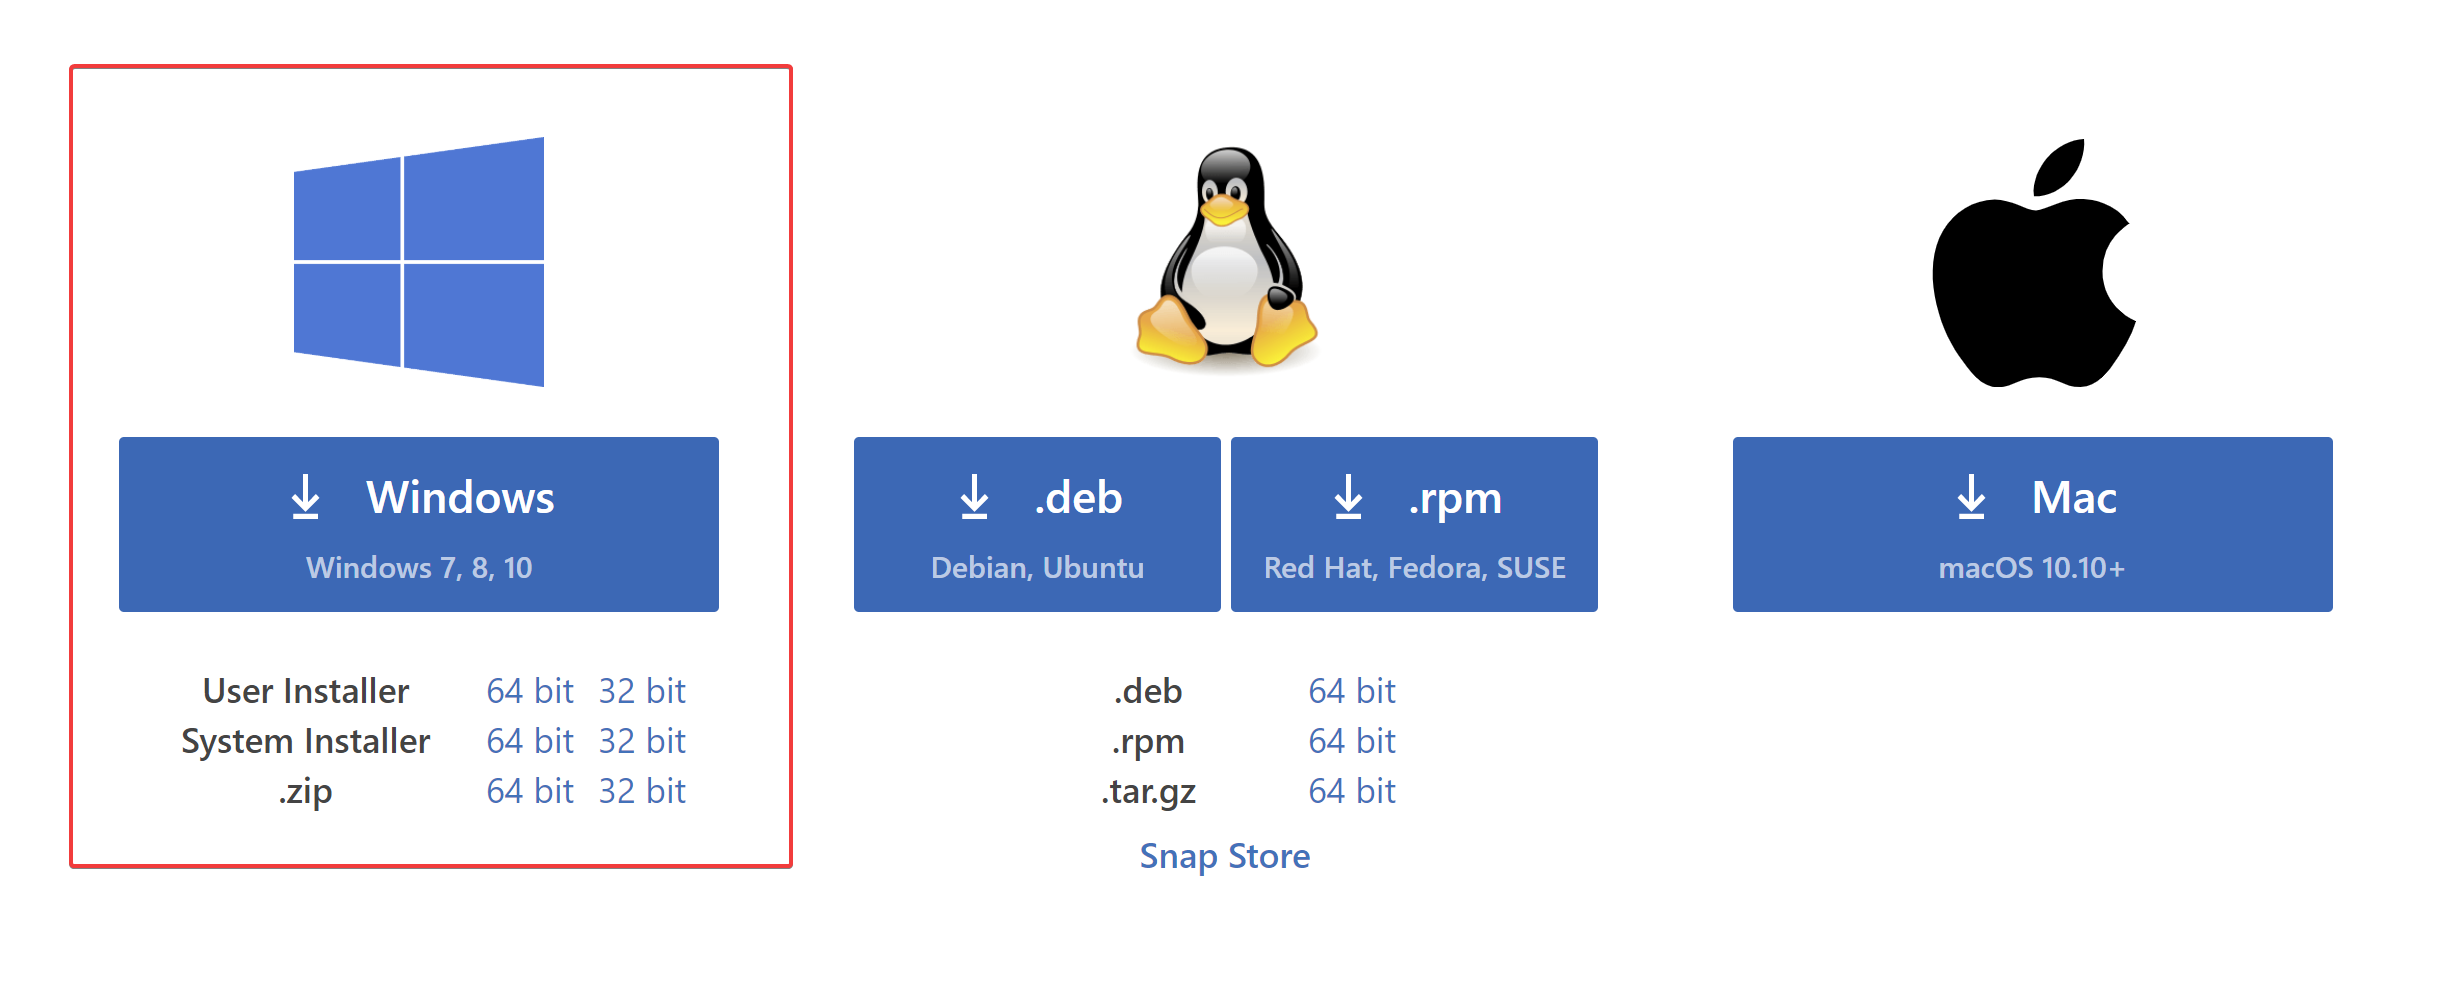 Windows
Windows 7, 8, 10
User Installer 64 bit 32 bit
System Installer 64 bit 32 bit
.zip 64 bit 32 bit
.deb
Debian, Ubuntu
.rpm
Red Hat, Fedora, SUSE
.deb 64 bit
.rpm 64 bit
.tar.gz 64 bit
Snap Store
Mac
macOS 10.10+